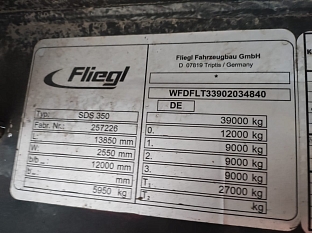 Fliegl
Fliegl Fahrzeugbau GmbH
D 07819 Triptis / Germany
WFDFLT33902034840
DE
Typ: SDS 350
Fabr. Nr.: 257226
13850 mm
W: 2550 mm
b/b 12000 mm
mm
5950 kg
39000 kg
0. 12000 kg
1. 9000 kg
2. 9000 kg
3. 9000 kg
T1 27000 kg
T2 kg